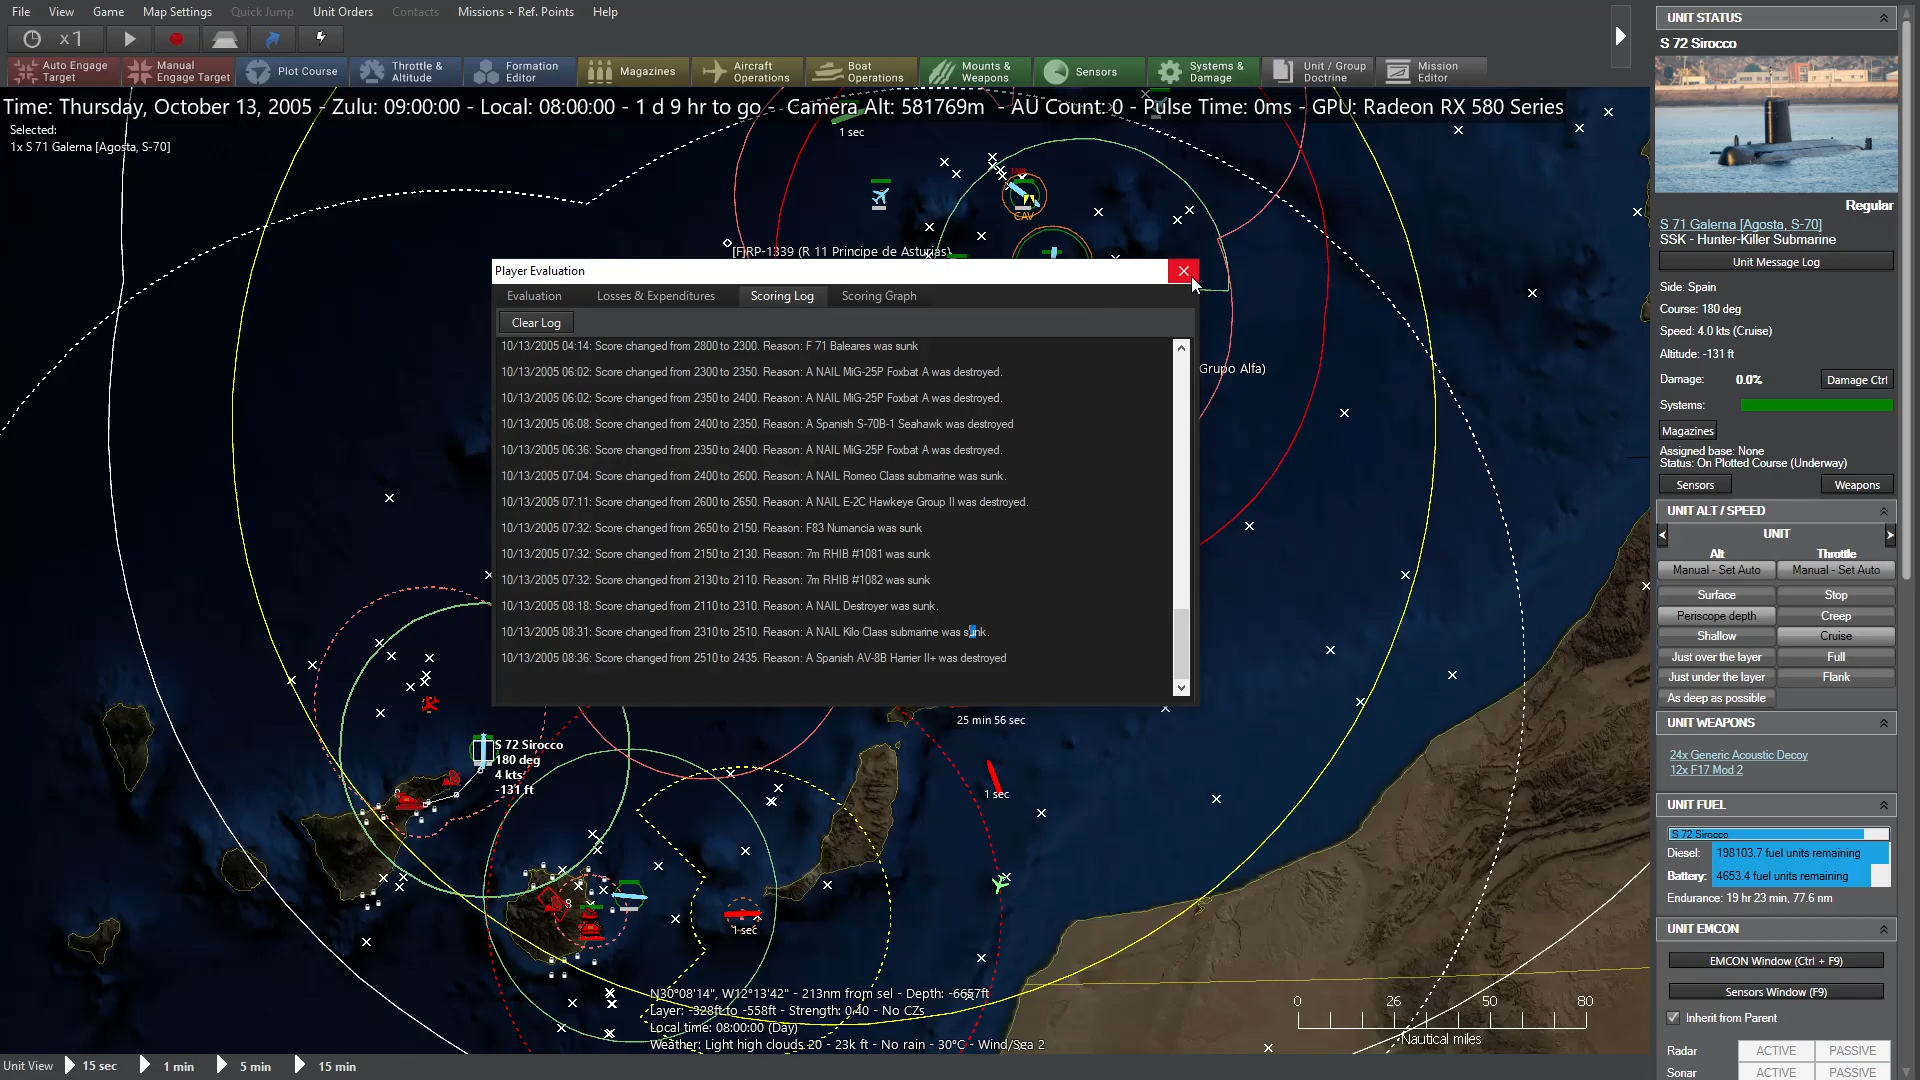 File View Game Map Settings Quick Jump Unit Orders Contacts Missions + Ref. Points Help
x1
Auto Engage Target
Manual Engage Target
Plot Course
Throttle & Altitude
Formation Editor
Magazines
Aircraft Operations
Boat Operations
Mounts & Weapons
Sensors
Systems & Damage
Unit / Group Doctrine
Mission Editor
Time: Thursday, October 13, 2005 - Zulu: 09:00:00 - Local: 08:00:00 - 1 d 9 hr to go - Camera Alt: 581769m - AU Count: 0 - Pulse Time: 0ms - GPU: Radeon RX 580 Series
Selected:
1x S 71 Galerna [Agosta, S-70]
1 sec
CAV
[F]RP-1339 (R 11 Principe de Asturias)
Player Evaluation
Evaluation Losses & Expenditures Scoring Log Scoring Graph
Clear Log
10/13/2005 04:14: Score changed from 2800 to 2300. Reason: F 71 Baleares was sunk
10/13/2005 06:02: Score changed from 2300 to 2350. Reason: A NAIL MiG-25P Foxbat A was destroyed.
10/13/2005 06:02: Score changed from 2350 to 2400. Reason: A NAIL MiG-25P Foxbat A was destroyed.
10/13/2005 06:08: Score changed from 2400 to 2350. Reason: A Spanish S-70B-1 Seahawk was destroyed
10/13/2005 06:36: Score changed from 2350 to 2400. Reason: A NAIL MiG-25P Foxbat A was destroyed.
10/13/2005 07:04: Score changed from 2400 to 2600. Reason: A NAIL Romeo Class submarine was sunk.
10/13/2005 07:11: Score changed from 2600 to 2650. Reason: A NAIL E-2C Hawkeye Group II was destroyed.
10/13/2005 07:32: Score changed from 2650 to 2150. Reason: F83 Numancia was sunk
10/13/2005 07:32: Score changed from 2150 to 2130. Reason: 7m RHIB #1081 was sunk
10/13/2005 07:32: Score changed from 2130 to 2110. Reason: 7m RHIB #1082 was sunk
10/13/2005 08:18: Score changed from 2110 to 2310. Reason: A NAIL Destroyer was sunk.
10/13/2005 08:31: Score changed from 2310 to 2510. Reason: A NAIL Kilo Class submarine was sunk.
10/13/2005 08:36: Score changed from 2510 to 2435. Reason: A Spanish AV-8B Harrier II+ was destroyed
Grupo Alfa)
25 min 56 sec
1 sec
S 72 Sirocco
180 deg
4 kts
-131 ft
8
1 sec
N30°08'14", W12°13'42" - 213nm from sel - Depth: -6657ft
Layer: -328ft to -558ft - Strength: 0.40 - No CZs
Local time: 08:00:00 (Day)
Weather: Light high clouds 20 - 23k ft - No rain - 30°C - Wind/Sea 2
0 26 50 80
Nautical miles
Unit View 15 sec 1 min 5 min 15 min
UNIT STATUS
S 72 Sirocco
Regular
S 71 Galerna [Agosta, S-70]
SSK - Hunter-Killer Submarine
Unit Message Log
Side: Spain
Course: 180 deg
Speed: 4.0 kts (Cruise)
Altitude: -131 ft
Damage: 0.0% Damage Ctrl
Systems:
Magazines
Assigned base: None
Status: On Plotted Course (Underway)
Sensors Weapons
UNIT ALT / SPEED
UNIT
Alt Throttle
Manual - Set Auto Manual - Set Auto
Surface Stop
Periscope depth Creep
Shallow Cruise
Just over the layer Full
Just under the layer Flank
As deep as possible
UNIT WEAPONS
24x Generic Acoustic Decoy
12x F17 Mod 2
UNIT FUEL
S 72 Sirocco
Diesel: 198103.7 fuel units remaining
Battery: 4653.4 fuel units remaining
Endurance: 19 hr 23 min, 77.6 nm
UNIT EMCON
EMCON Window (Ctrl + F9)
Sensors Window (F9)
Inherit from Parent
Radar ACTIVE PASSIVE
Sonar ACTIVE PASSIVE